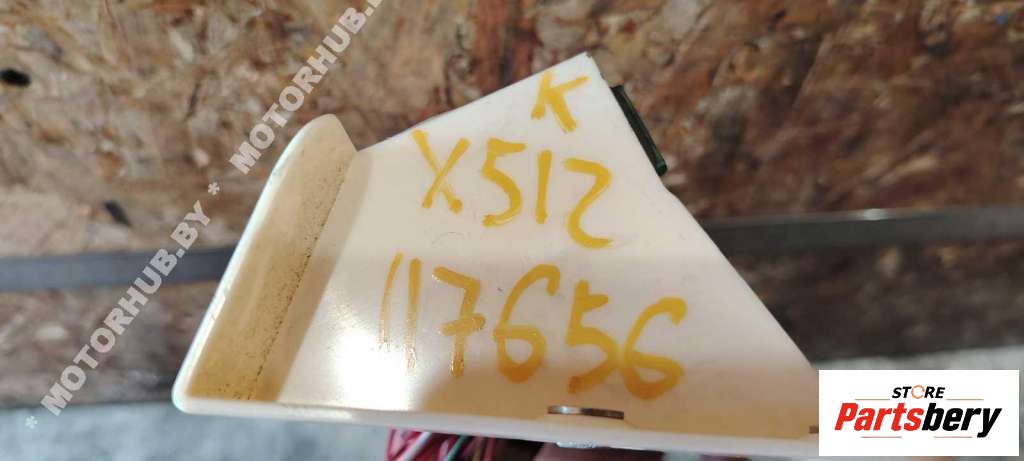 * MOTORHUB.BY * MOTORHUB.BY
K
X512
117656
STORE
Partsbery